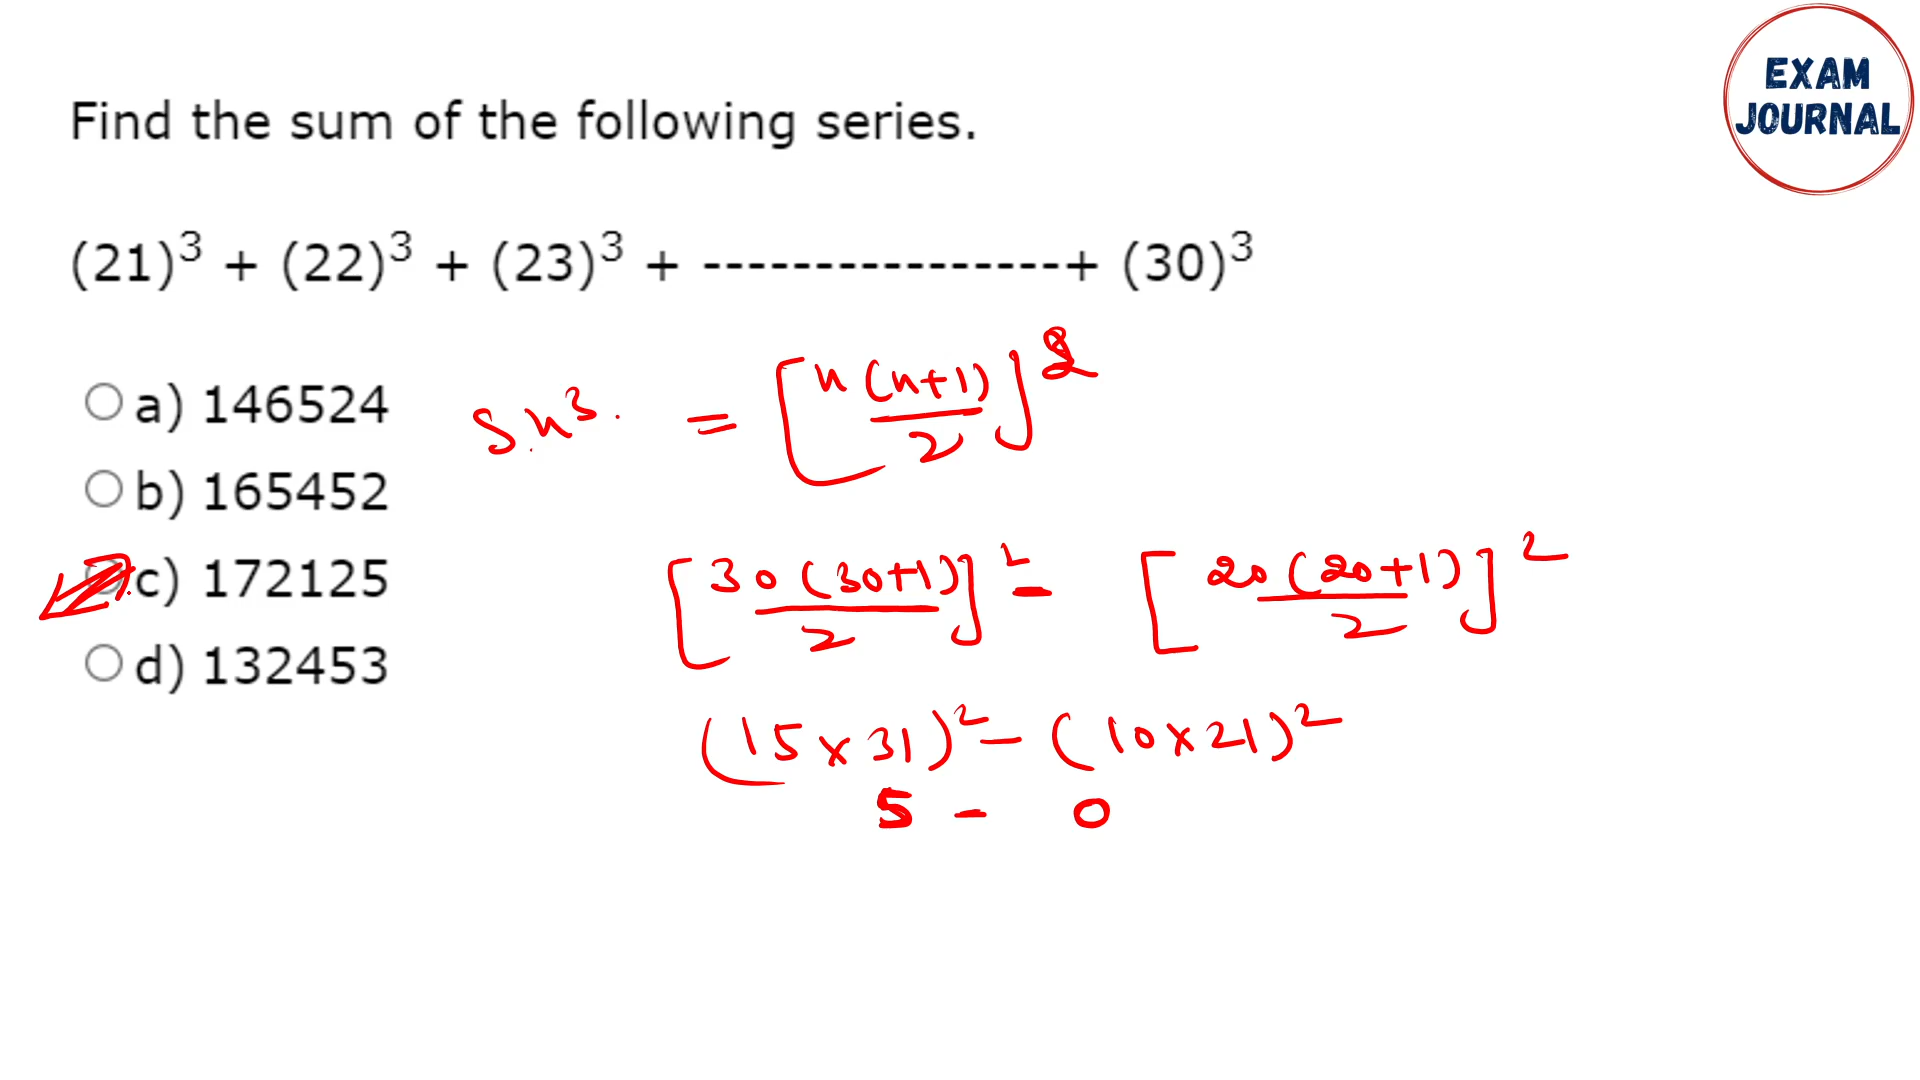 EXAM
JOURNAL
Find the sum of the following series.
(21)³ + (22)³ + (23)³ + ----------------+ (30)³
a) 146524
b) 165452
c) 172125
d) 132453
S.n³. = [n(n+1)/2]²
[30(30+1)/2]² - [20(20+1)/2]²
(15×31)² - (10×21)²
5 - 0